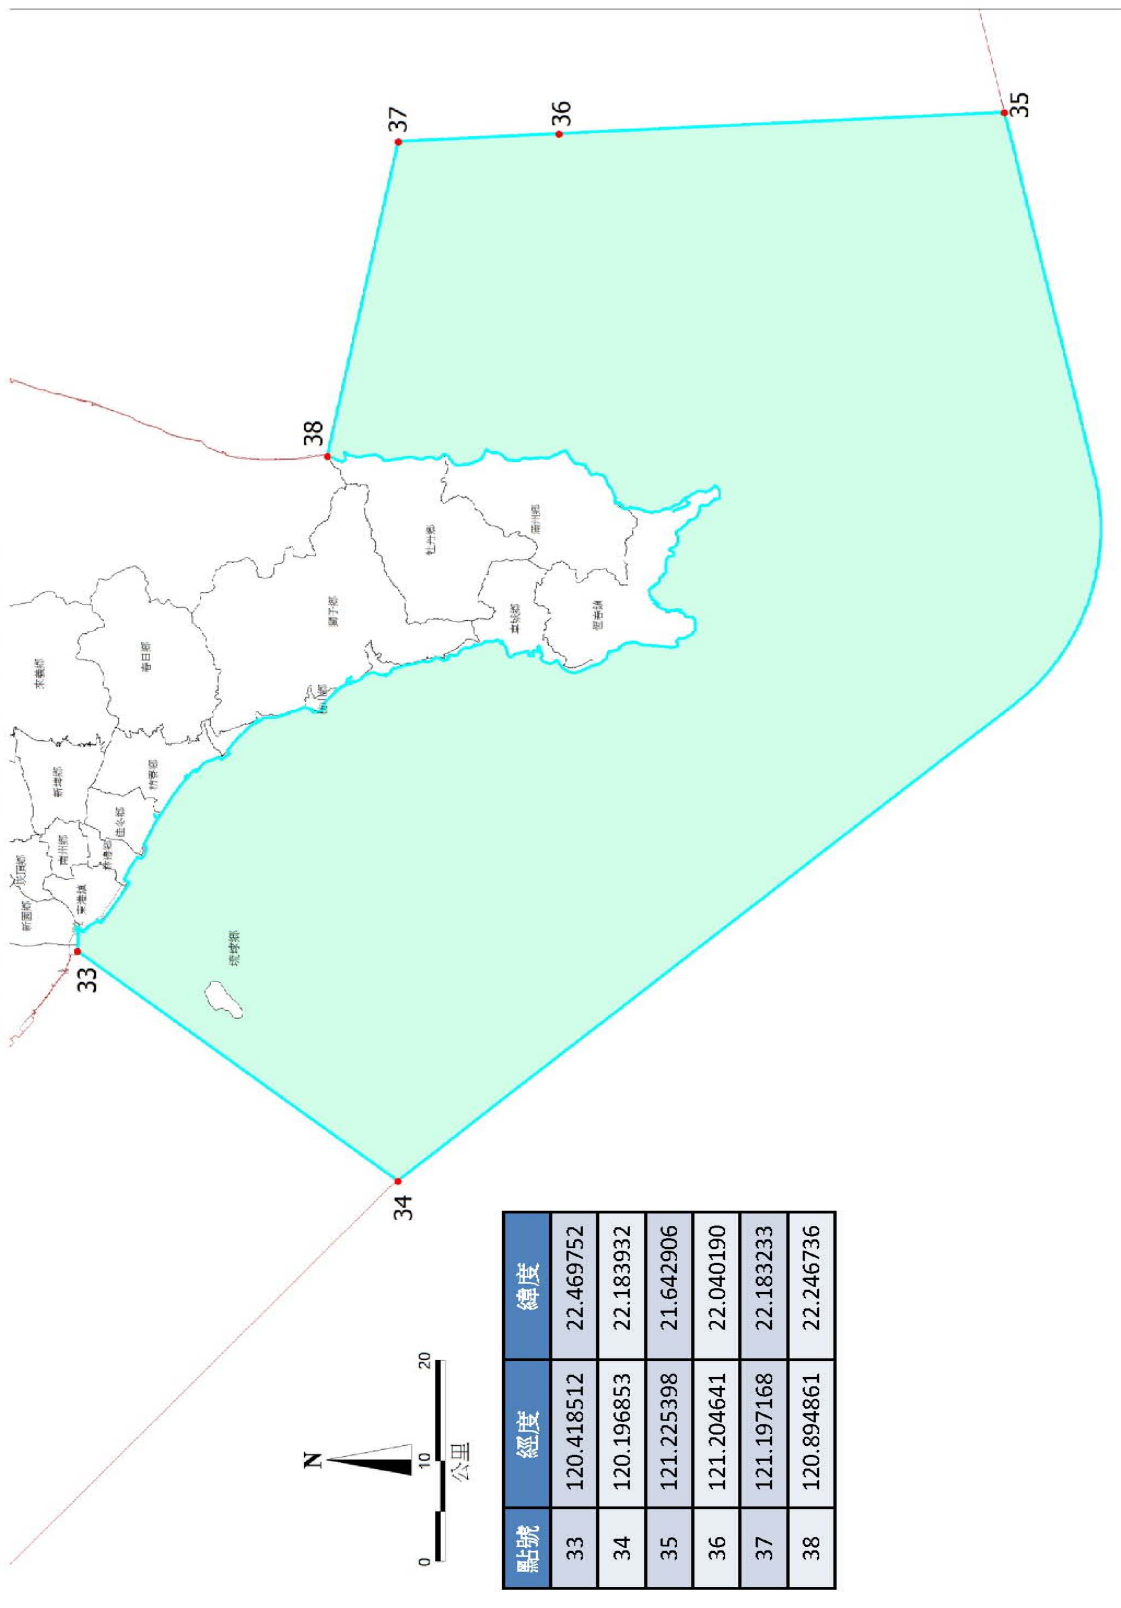 37
36
35
38
33
34
來義鄉
春日鄉
獅子鄉
牡丹鄉
滿州鄉
車城鄉
恆春鎮
枋山鄉
新埤鄉
枋寮鄉
佳冬鄉
南州鄉
林邊鄉
崁頂鄉
東港鎮
新園鄉
琉球鄉
N
0 10 20
公里
點號 經度 緯度
33 120.418512 22.469752
34 120.196853 22.183932
35 121.225398 21.642906
36 121.204641 22.040190
37 121.197168 22.183233
38 120.894861 22.246736